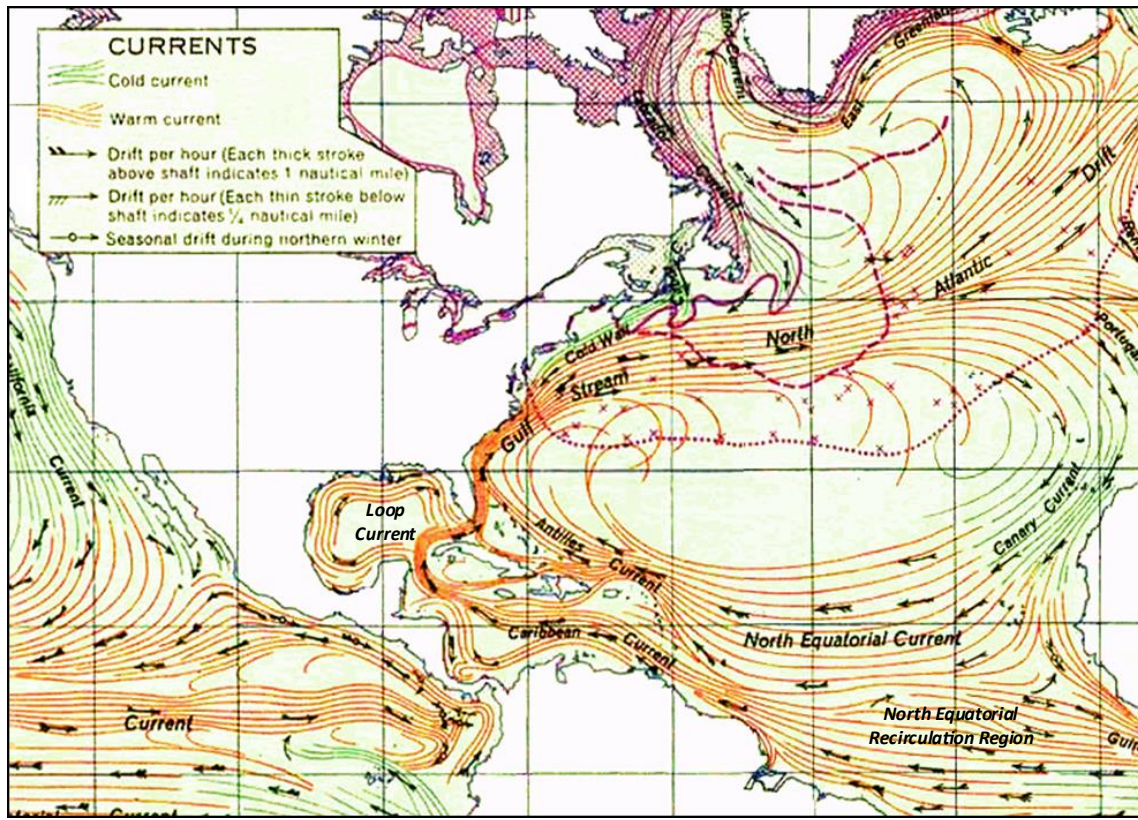 CURRENTS
Cold current
Warm current
Drift per hour (Each thick stroke
above shaft indicates 1 nautical mile)
Drift per hour (Each thin stroke below
shaft indicates ¼ nautical mile)
Seasonal drift during northern winter
East
Greenland
Current
Drift
Atlantic
North
Cold Wall
Stream
Gulf
Portugal
Current
Loop
Current
Antilles
Current
Canary Current
Caribbean
Current
North Equatorial Current
North Equatorial
Recirculation Region
Current
Current